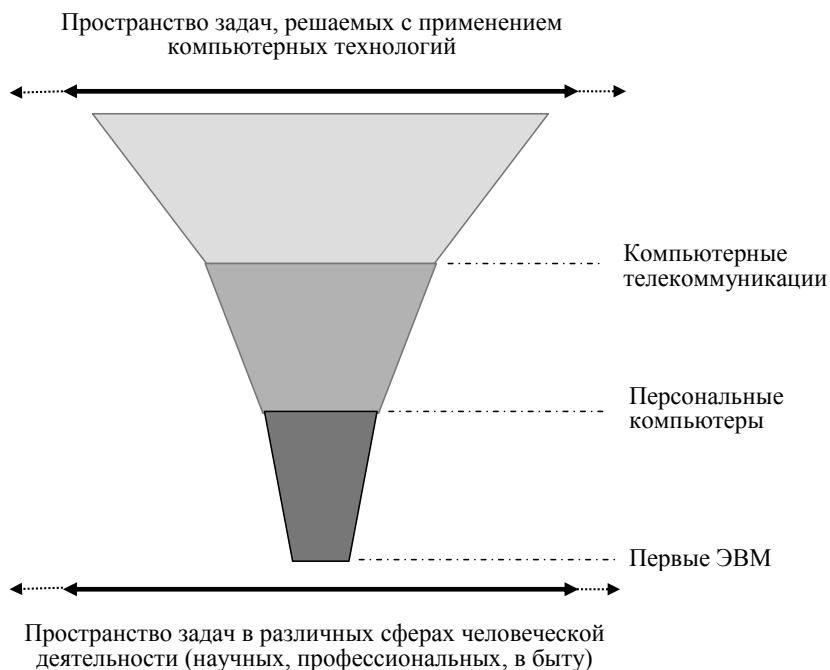 Пространство задач, решаемых с применением
компьютерных технологий
Компьютерные
телекоммуникации
Персональные
компьютеры
Первые ЭВМ
Пространство задач в различных сферах человеческой
деятельности (научных, профессиональных, в быту)